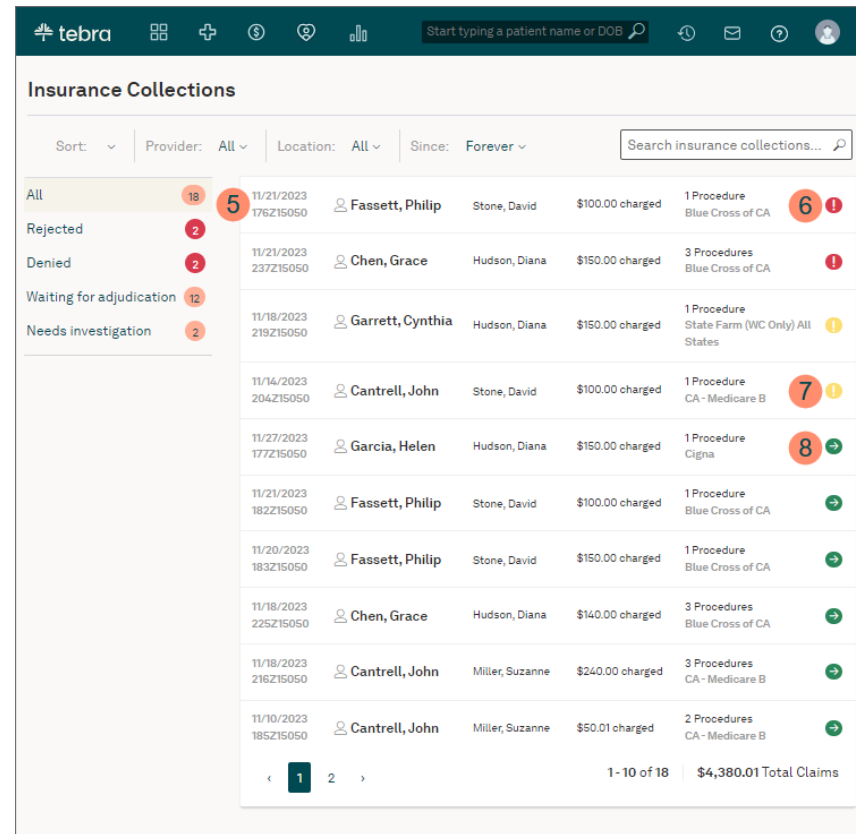 tebra
Start typing a patient name or DOB
Insurance Collections
Sort: Provider: All Location: All Since: Forever Search insurance collections...
All 18
Rejected 2
Denied 2
Waiting for adjudication 12
Needs investigation 2
5 11/21/2023 Fassett, Philip Stone, David $100.00 charged 1 Procedure 6
176Z15050 Blue Cross of CA
11/21/2023 Chen, Grace Hudson, Diana $150.00 charged 3 Procedures
237Z15050 Blue Cross of CA
11/18/2023 Garrett, Cynthia Hudson, Diana $150.00 charged 1 Procedure
219Z15050 State Farm (WC Only) All
States
11/14/2023 Cantrell, John Stone, David $100.00 charged 1 Procedure 7
204Z15050 CA - Medicare B
11/27/2023 Garcia, Helen Hudson, Diana $150.00 charged 1 Procedure 8
177Z15050 Cigna
11/21/2023 Fassett, Philip Stone, David $100.00 charged 1 Procedure
182Z15050 Blue Cross of CA
11/20/2023 Fassett, Philip Stone, David $150.00 charged 1 Procedure
183Z15050 Blue Cross of CA
11/18/2023 Chen, Grace Hudson, Diana $140.00 charged 3 Procedures
225Z15050 Blue Cross of CA
11/18/2023 Cantrell, John Miller, Suzanne $240.00 charged 3 Procedures
216Z15050 CA - Medicare B
11/10/2023 Cantrell, John Miller, Suzanne $50.01 charged 2 Procedures
185Z15050 CA - Medicare B
‹ 1 2 › 1 - 10 of 18 $4,380.01 Total Claims